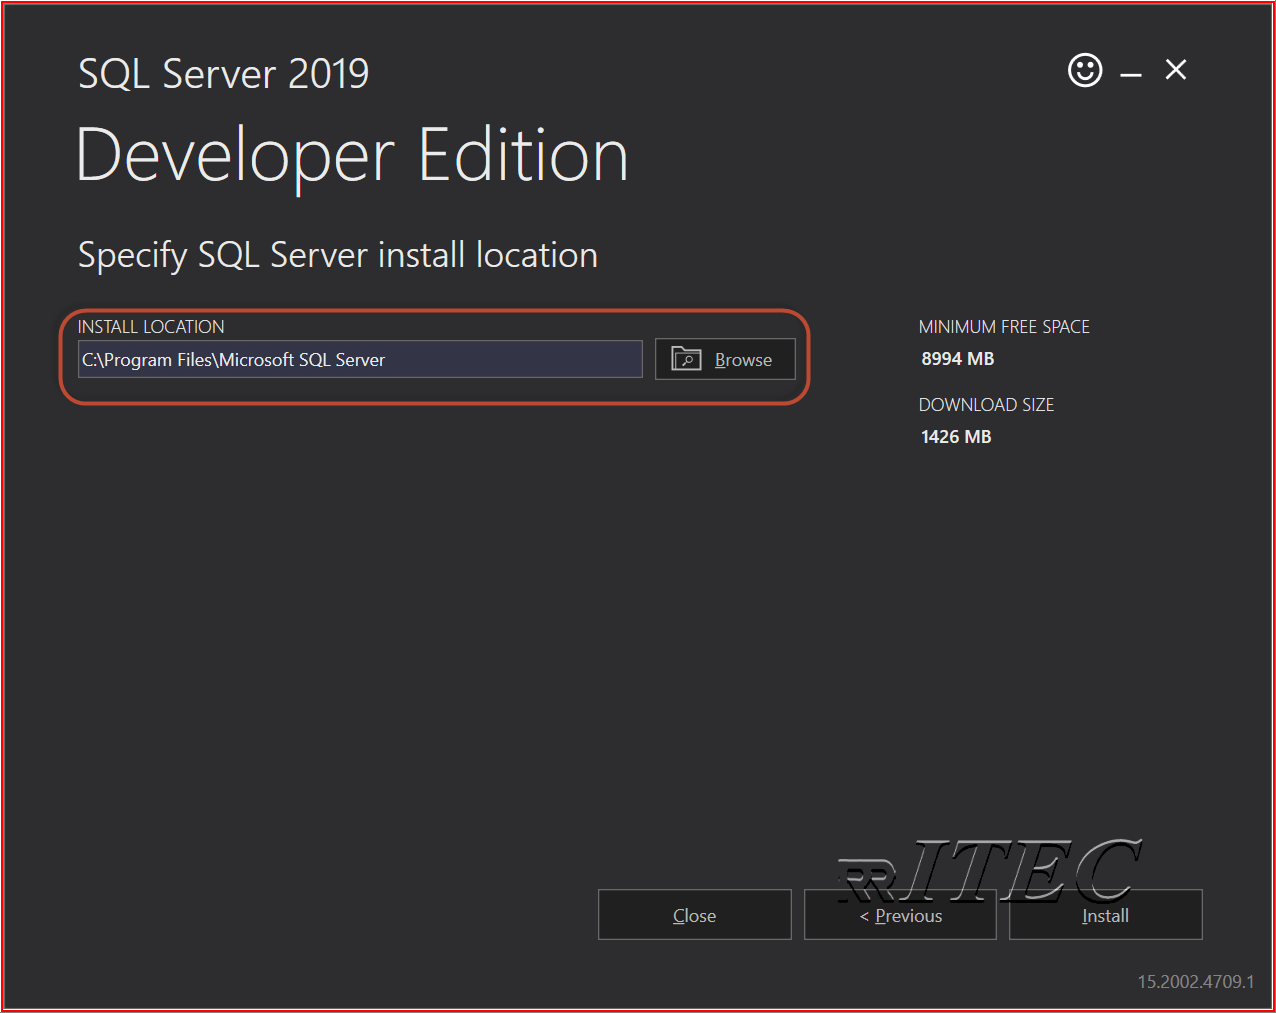 SQL Server 2019
Developer Edition
Specify SQL Server install location
INSTALL LOCATION
C:\Program Files\Microsoft SQL Server
Browse
MINIMUM FREE SPACE
8994 MB
DOWNLOAD SIZE
1426 MB
RRITEC
Close
< Previous
Install
15.2002.4709.1